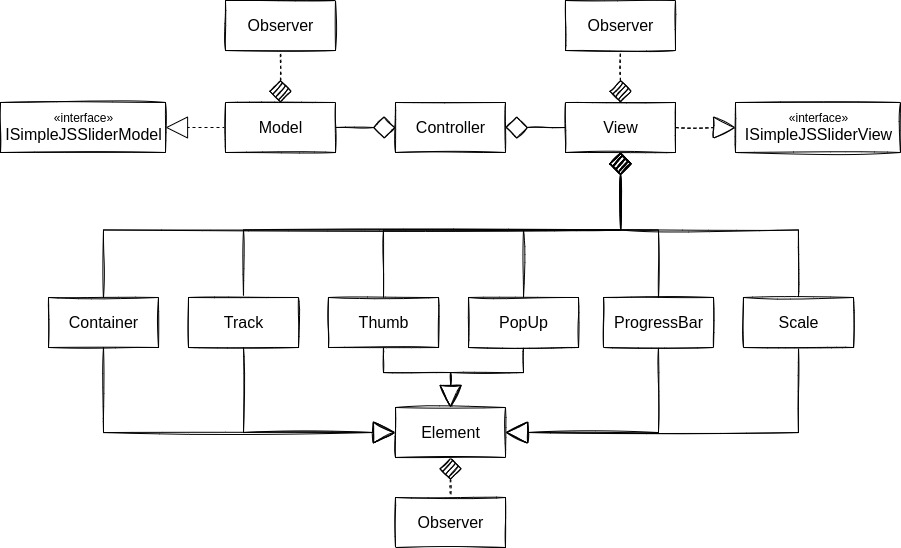 Observer
Observer
«interface»
ISimpleJSSliderModel
Model
Controller
View
«interface»
ISimpleJSSliderView
Container
Track
Thumb
PopUp
ProgressBar
Scale
Element
Observer